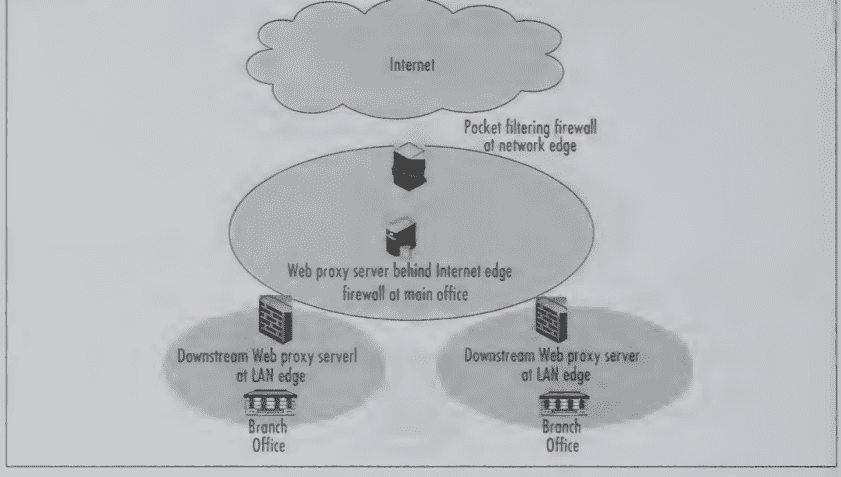 Internet
Packet filtering firewall
at network edge
Web proxy server behind Internet edge
firewall at main office
Downstream Web proxy serverl
at LAN edge
Branch
Office
Downstream Web proxy server
at LAN edge
Branch
Office